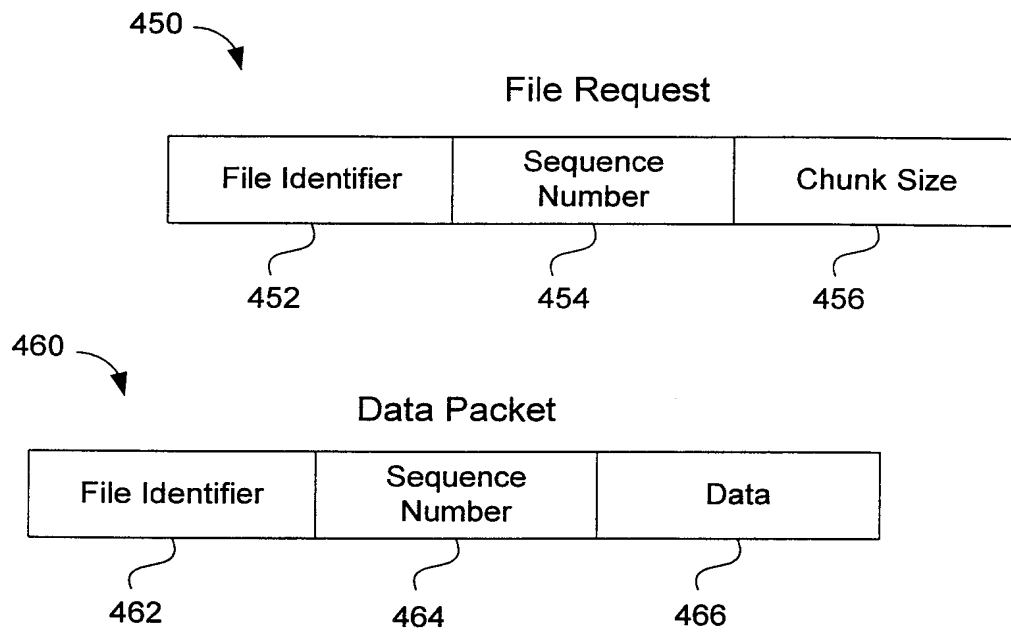 450
File Request
File Identifier
Sequence
Number
Chunk Size
452
454
456
460
Data Packet
File Identifier
Sequence
Number
Data
462
464
466